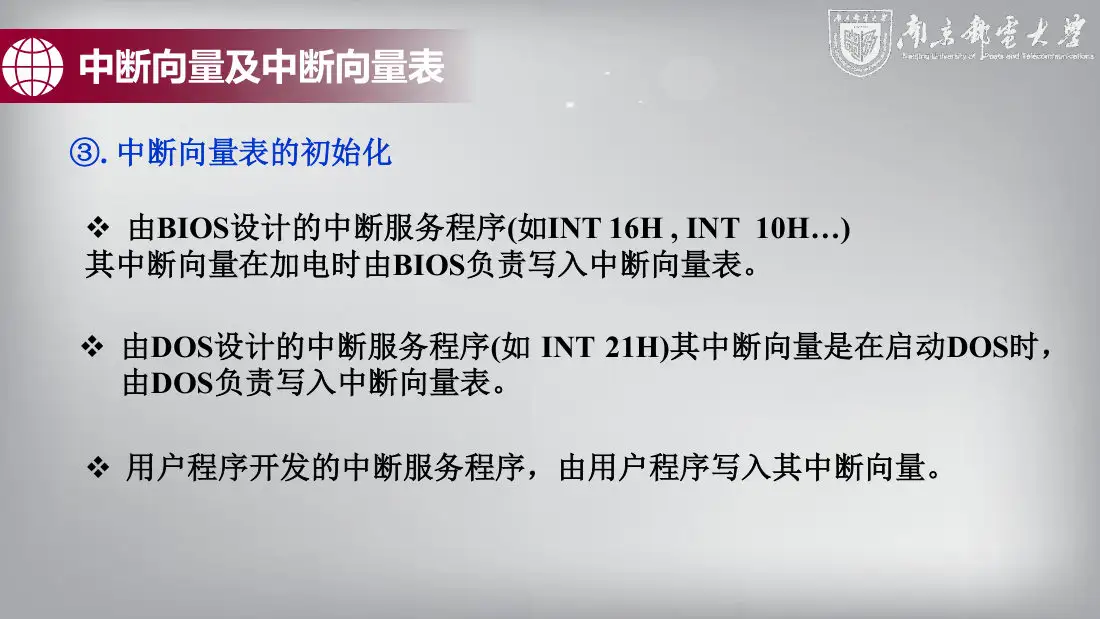 中断向量及中断向量表
南京邮电大学
Nanjing University of Posts and Telecommunications
③. 中断向量表的初始化
❖ 由BIOS设计的中断服务程序(如INT 16H , INT 10H…)
其中断向量在加电时由BIOS负责写入中断向量表。
❖ 由DOS设计的中断服务程序(如 INT 21H)其中断向量是在启动DOS时，
由DOS负责写入中断向量表。
❖ 用户程序开发的中断服务程序，由用户程序写入其中断向量。